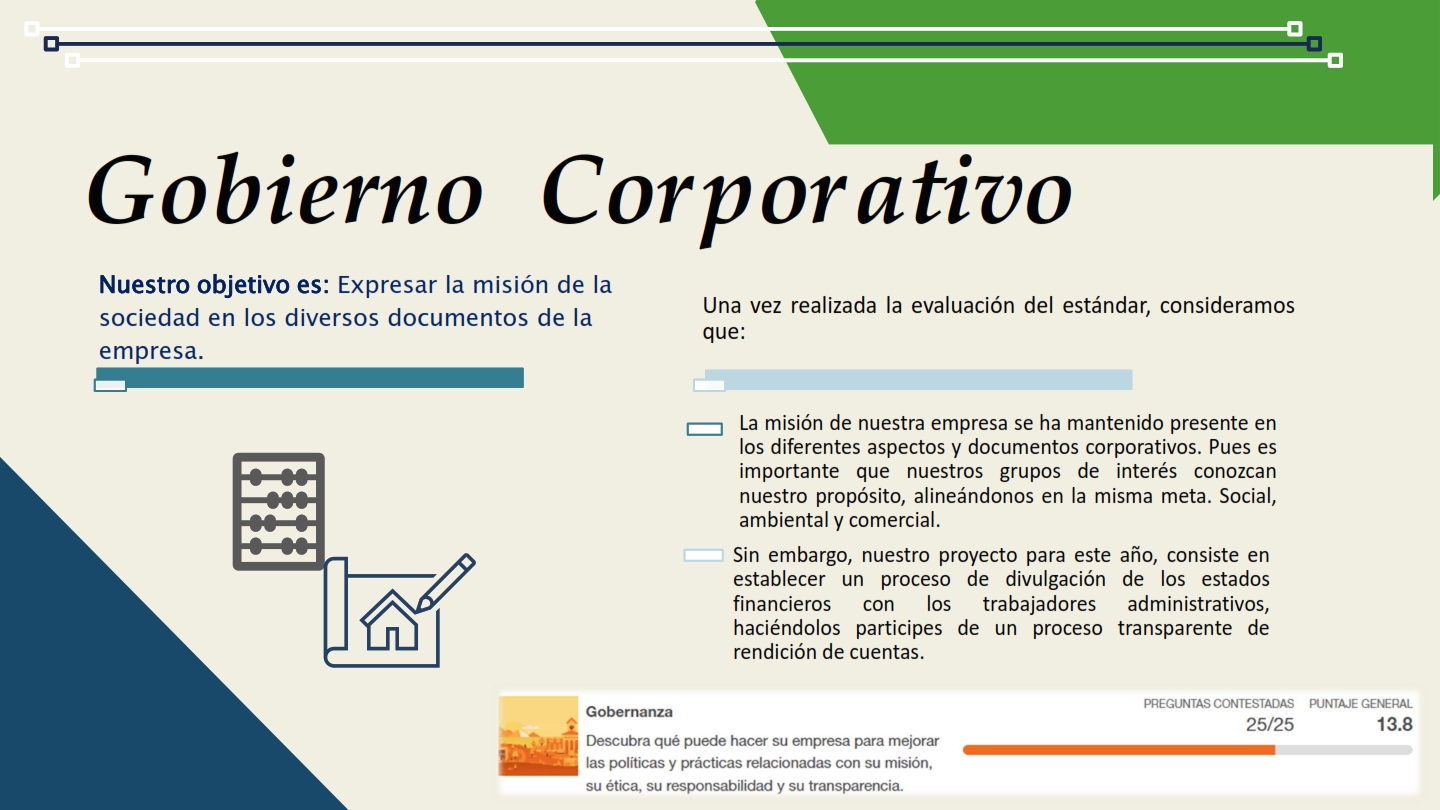 Gobierno Corporativo
Nuestro objetivo es: Expresar la misión de la
sociedad en los diversos documentos de la
empresa.
Una vez realizada la evaluación del estándar, consideramos
que:
La misión de nuestra empresa se ha mantenido presente en
los diferentes aspectos y documentos corporativos. Pues es
importante que nuestros grupos de interés conozcan
nuestro propósito, alineándonos en la misma meta. Social,
ambiental y comercial.
Sin embargo, nuestro proyecto para este año, consiste en
establecer un proceso de divulgación de los estados
financieros con los trabajadores administrativos,
haciéndolos participes de un proceso transparente de
rendición de cuentas.
Gobernanza
Descubra qué puede hacer su empresa para mejorar
las políticas y prácticas relacionadas con su misión,
su ética, su responsabilidad y su transparencia.
PREGUNTAS CONTESTADAS PUNTAJE GENERAL
25/25 13.8